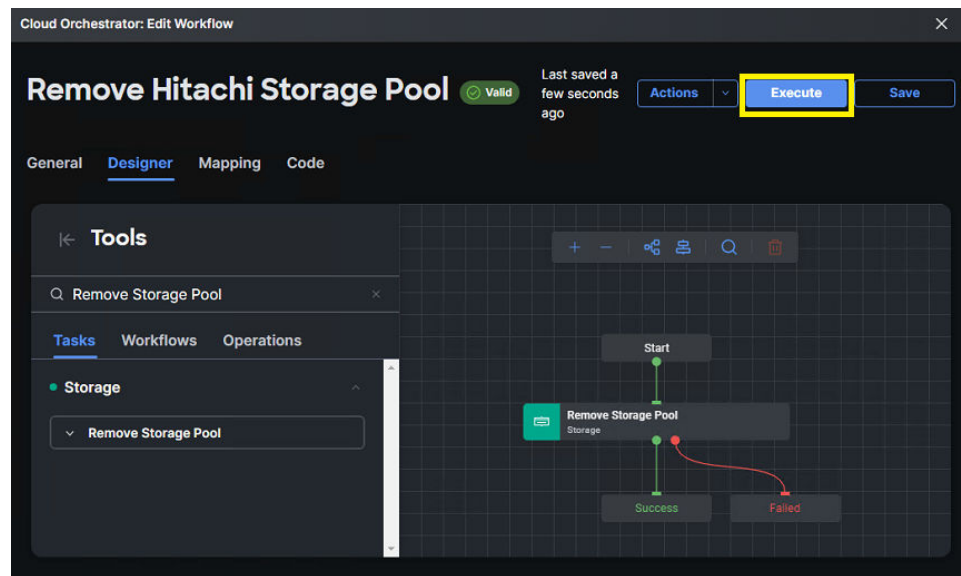 Cloud Orchestrator: Edit Workflow
Remove Hitachi Storage Pool
Valid
Last saved a
few seconds
ago
Actions
Execute
Save
General Designer Mapping Code
Tools
Remove Storage Pool
Tasks Workflows Operations
Storage
Remove Storage Pool
Start
Remove Storage Pool
Storage
Success
Failed